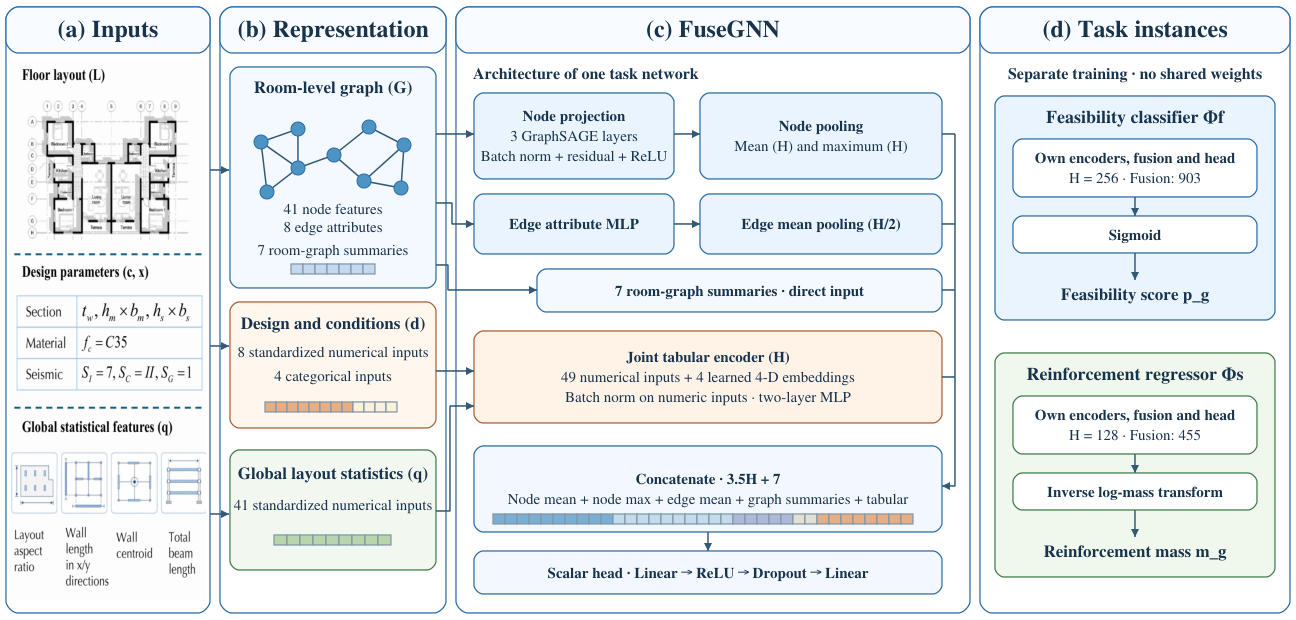 (a) Inputs
Floor layout (L)
Design parameters (c, x)
Section t_w, h_m × b_m, h_s × b_s
Material f_c = C35
Seismic S_I = 7, S_C = II, S_G = 1
Global statistical features (q)
Layout
aspect
ratio
Wall
length
in x/y
directions
Wall
centroid
Total
beam
length
(b) Representation
Room-level graph (G)
41 node features
8 edge attributes
7 room-graph summaries
Design and conditions (d)
8 standardized numerical inputs
4 categorical inputs
Global layout statistics (q)
41 standardized numerical inputs
(c) FuseGNN
Architecture of one task network
Node projection
3 GraphSAGE layers
Batch norm + residual + ReLU
Node pooling
Mean (H) and maximum (H)
Edge attribute MLP
Edge mean pooling (H/2)
7 room-graph summaries · direct input
Joint tabular encoder (H)
49 numerical inputs + 4 learned 4-D embeddings
Batch norm on numeric inputs · two-layer MLP
Concatenate · 3.5H + 7
Node mean + node max + edge mean + graph summaries + tabular
Scalar head · Linear → ReLU → Dropout → Linear
(d) Task instances
Separate training · no shared weights
Feasibility classifier Φf
Own encoders, fusion and head
H = 256 · Fusion: 903
Sigmoid
Feasibility score p_g
Reinforcement regressor Φs
Own encoders, fusion and head
H = 128 · Fusion: 455
Inverse log-mass transform
Reinforcement mass m_g